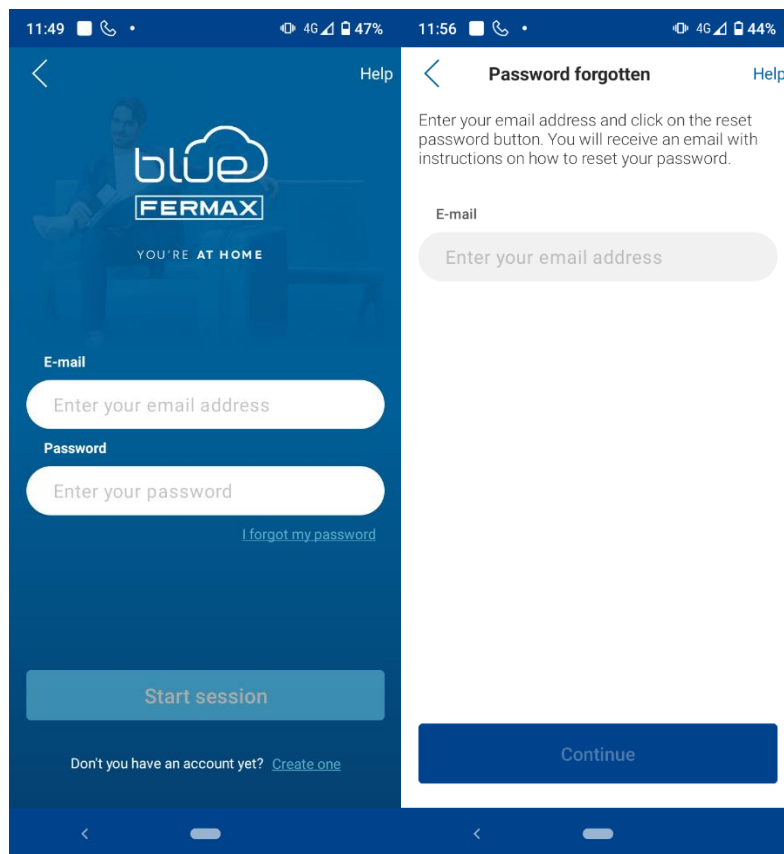 11:49
4G 47%
Help
blue
FERMAX
YOU'RE AT HOME
E-mail
Enter your email address
Password
Enter your password
I forgot my password
Start session
Don't you have an account yet? Create one
11:56
4G 44%
Password forgotten
Help
Enter your email address and click on the reset
password button. You will receive an email with
instructions on how to reset your password.
E-mail
Enter your email address
Continue